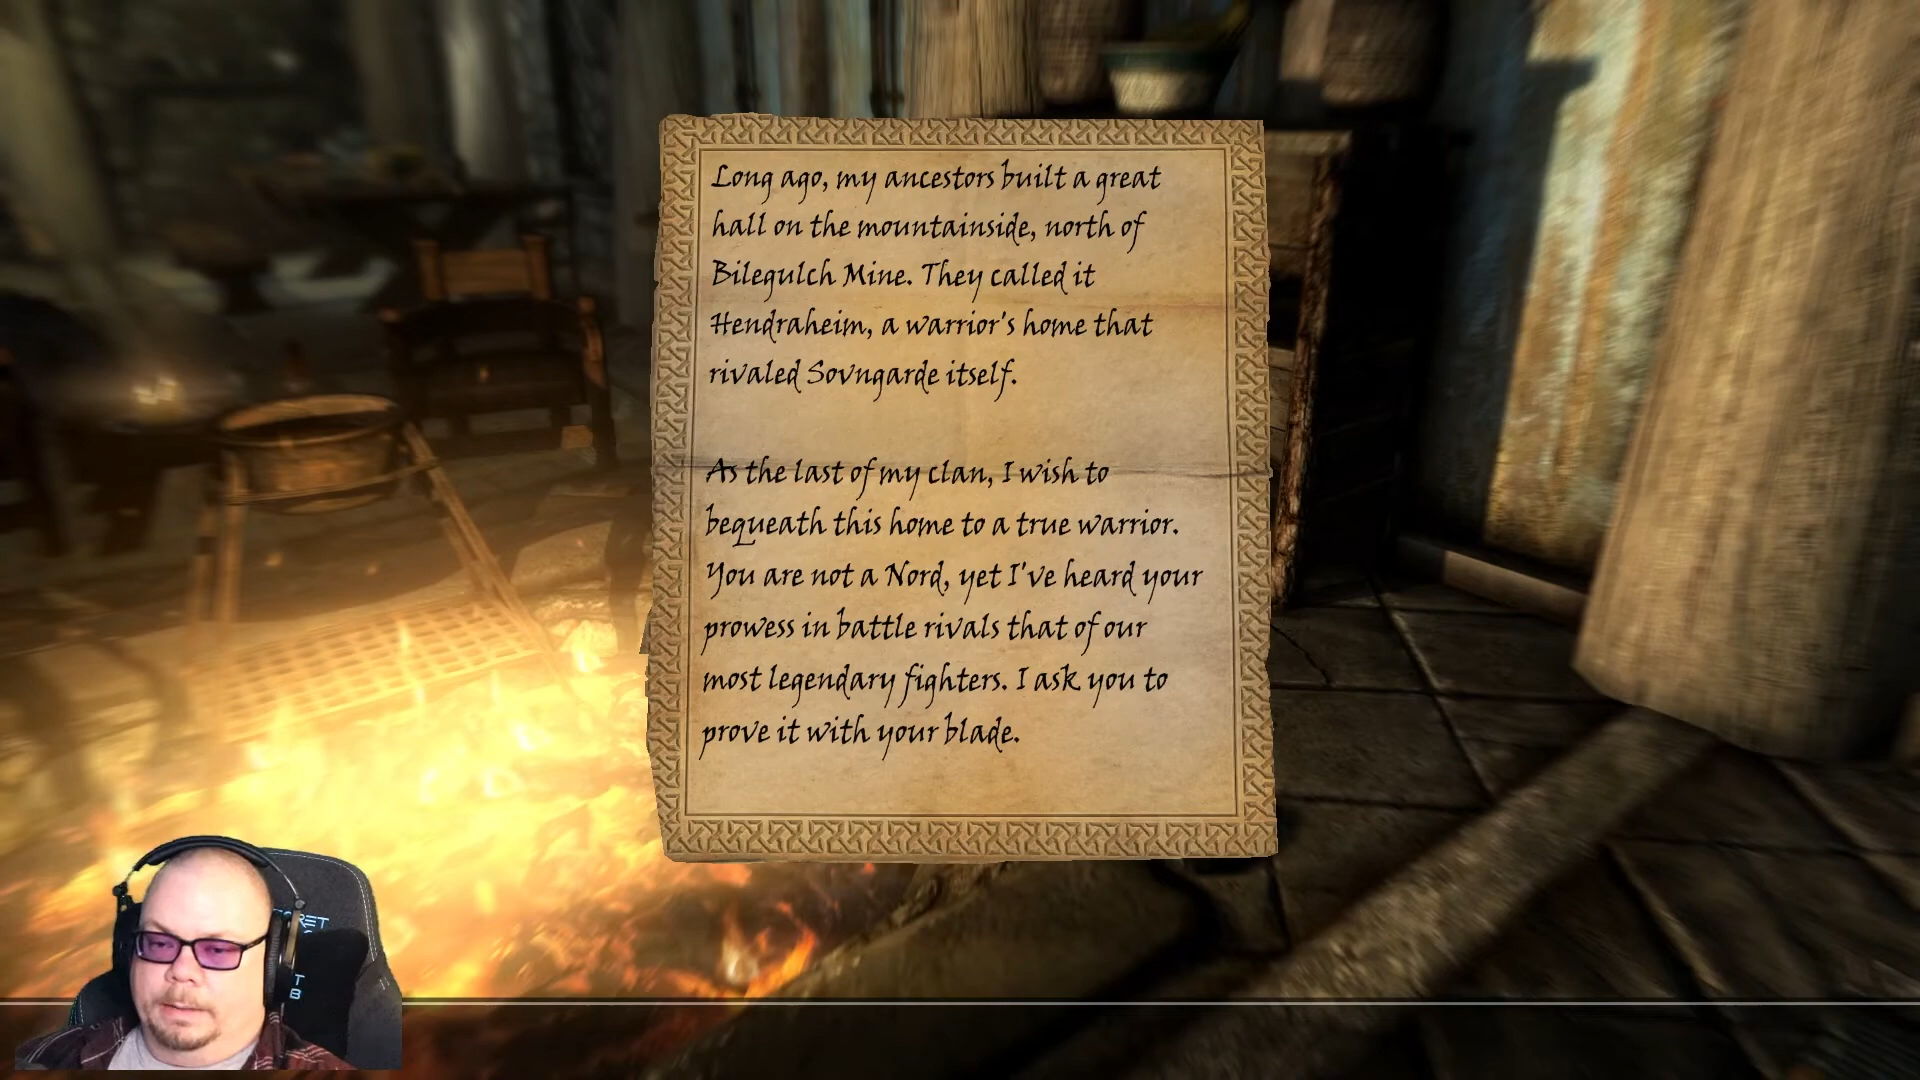 Long ago, my ancestors built a great
hall on the mountainside, north of
Bilegulch Mine. They called it
Hendraheim, a warrior's home that
rivaled Sovngarde itself.
As the last of my clan, I wish to
bequeath this home to a true warrior.
You are not a Nord, yet I've heard your
prowess in battle rivals that of our
most legendary fighters. I ask you to
prove it with your blade.